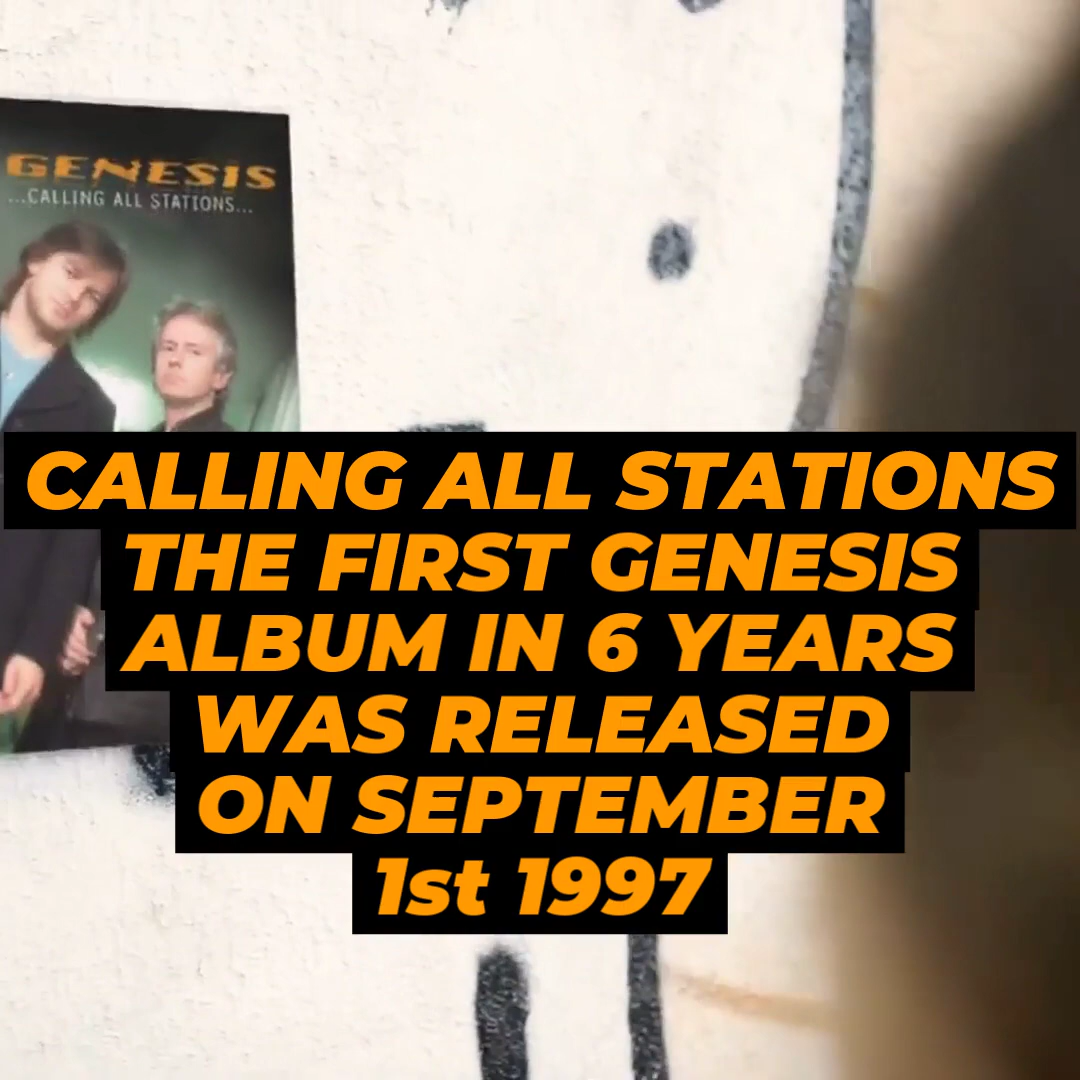 GENESIS
...CALLING ALL STATIONS...
CALLING ALL STATIONS
THE FIRST GENESIS
ALBUM IN 6 YEARS
WAS RELEASED
ON SEPTEMBER
1st 1997